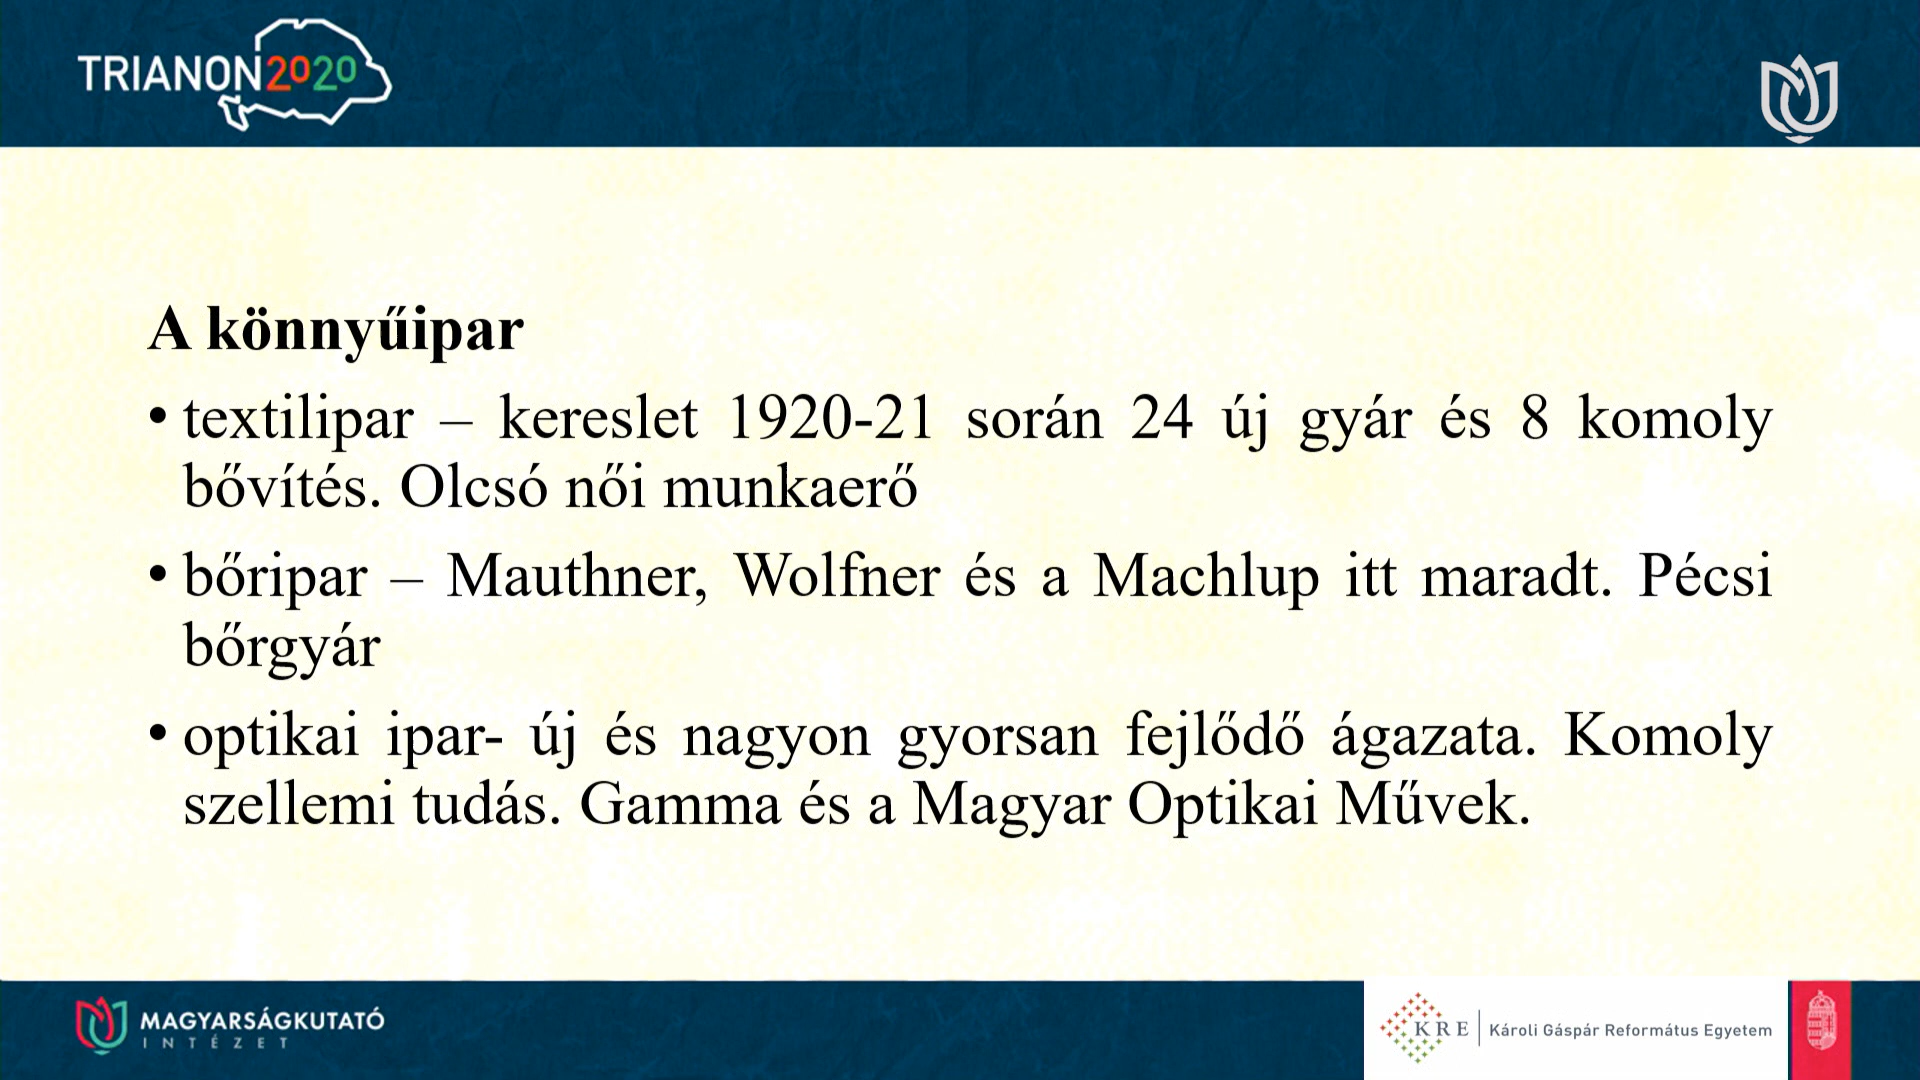 TRIANON2020
A könnyűipar
• textilipar – kereslet 1920-21 során 24 új gyár és 8 komoly
bővítés. Olcsó női munkaerő
• bőripar – Mauthner, Wolfner és a Machlup itt maradt. Pécsi
bőrgyár
• optikai ipar- új és nagyon gyorsan fejlődő ágazata. Komoly
szellemi tudás. Gamma és a Magyar Optikai Művek.
MAGYARSÁGKUTATÓ
INTÉZET
KRE | Károli Gáspár Református Egyetem